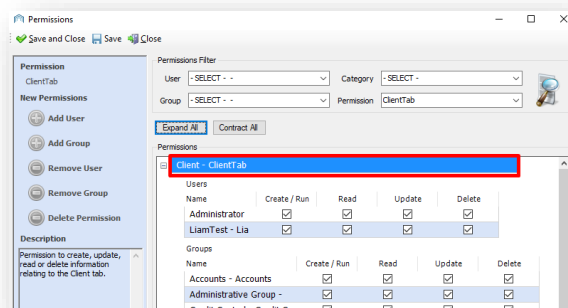 Permissions
Save and Close Save Close
Permission
ClientTab
New Permissions
Add User
Add Group
Remove User
Remove Group
Delete Permission
Description
Permission to create, update,
read or delete information
relating to the Client tab.
Permissions Filter
User - SELECT - - Category - SELECT -
Group - SELECT - - Permission ClientTab
Expand All Contract All
Permissions
Client - ClientTab
Users
Name Create / Run Read Update Delete
Administrator
LiamTest - Lia
Groups
Name Create / Run Read Update Delete
Accounts - Accounts
Administrative Group -